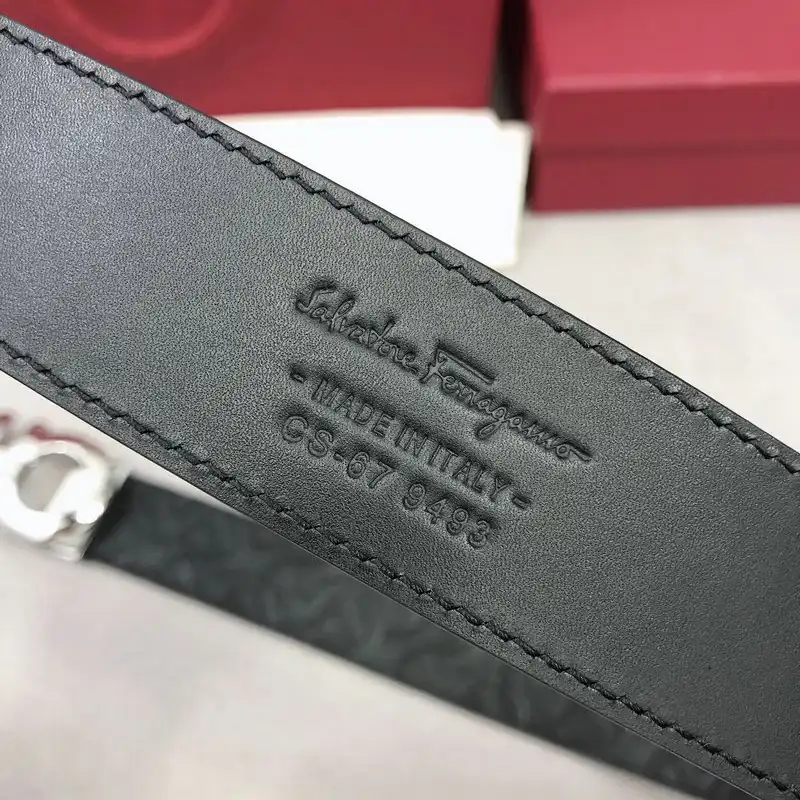 Salvatore Ferragamo
- MADE IN ITALY -
CS-67 9493